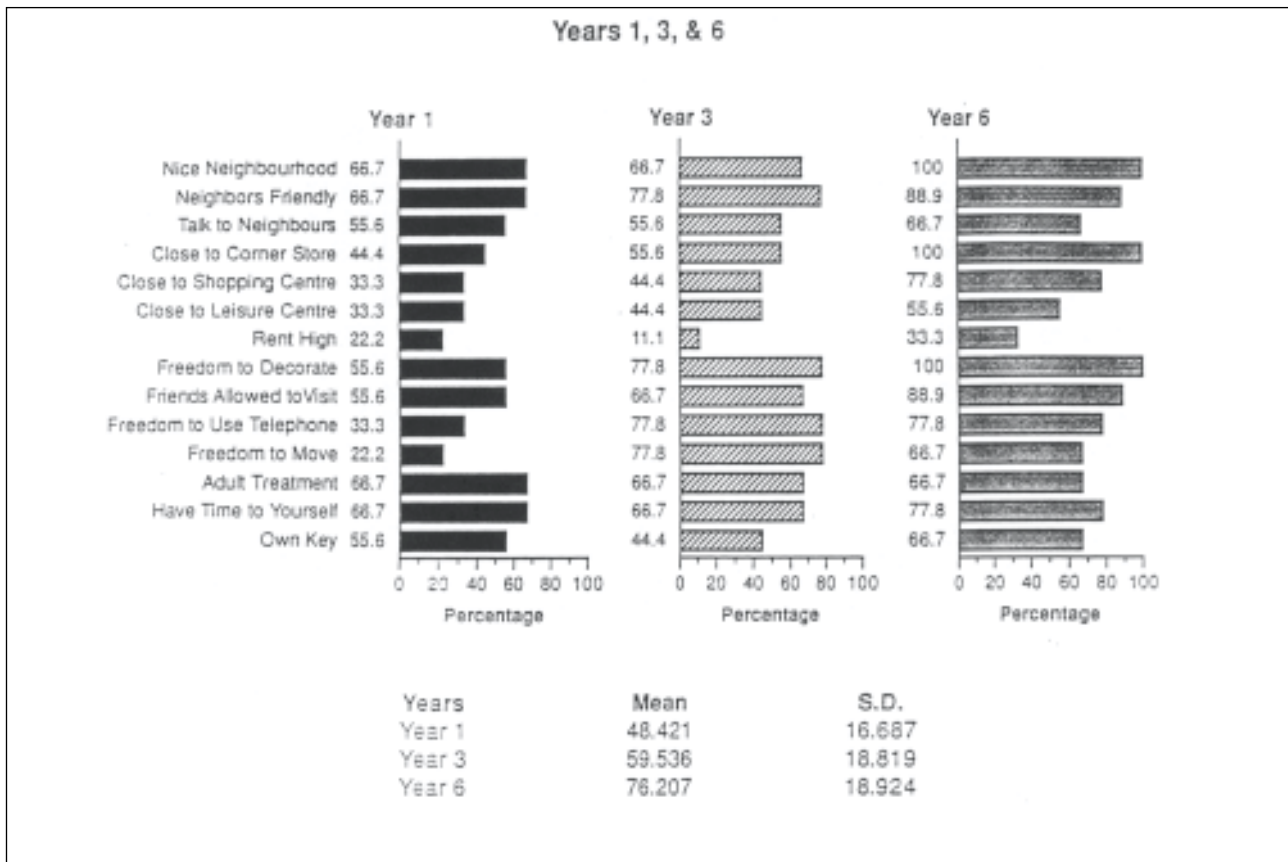 Years 1, 3, & 6
Year 1 Year 3 Year 6
Nice Neighbourhood 66.7 66.7 100
Neighbors Friendly 66.7 77.8 88.9
Talk to Neighbours 55.6 55.6 66.7
Close to Corner Store 44.4 55.6 100
Close to Shopping Centre 33.3 44.4 77.8
Close to Leisure Centre 33.3 44.4 55.6
Rent High 22.2 11.1 33.3
Freedom to Decorate 55.6 77.8 100
Friends Allowed toVisit 55.6 66.7 88.9
Freedom to Use Telephone 33.3 77.8 77.8
Freedom to Move 22.2 77.8 66.7
Adult Treatment 66.7 66.7 66.7
Have Time to Yourself 66.7 66.7 77.8
Own Key 55.6 44.4 66.7
0 20 40 60 80 100 0 20 40 60 80 100 0 20 40 60 80 100
Percentage Percentage Percentage
Years Mean S.D.
Year 1 48.421 16.687
Year 3 59.536 18.819
Year 6 76.207 18.924